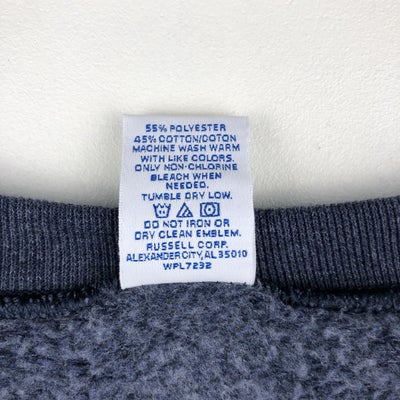 55% POLYESTER
45% COTTON/COTON
MACHINE WASH WARM
WITH LIKE COLORS.
ONLY NON-CHLORINE
BLEACH WHEN
NEEDED.
TUMBLE DRY LOW.
DO NOT IRON OR
DRY CLEAN EMBLEM.
RUSSELL CORP.
ALEXANDER CITY, AL 35010
WPL7232